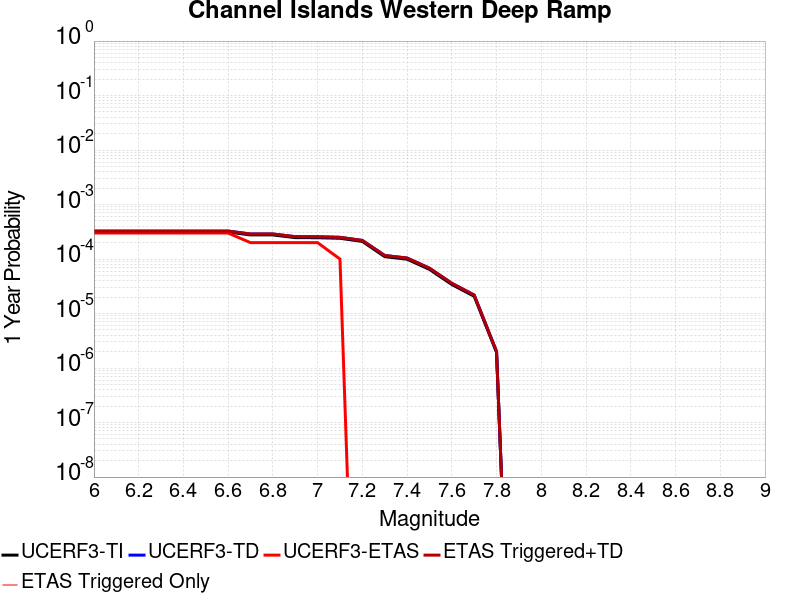 Channel Islands Western Deep Ramp
10^0
10^-1
10^-2
10^-3
10^-4
10^-5
10^-6
10^-7
10^-8
1 Year Probability
6 6.2 6.4 6.6 6.8 7 7.2 7.4 7.6 7.8 8 8.2 8.4 8.6 8.8 9
Magnitude
UCERF3-TI UCERF3-TD UCERF3-ETAS ETAS Triggered+TD
ETAS Triggered Only